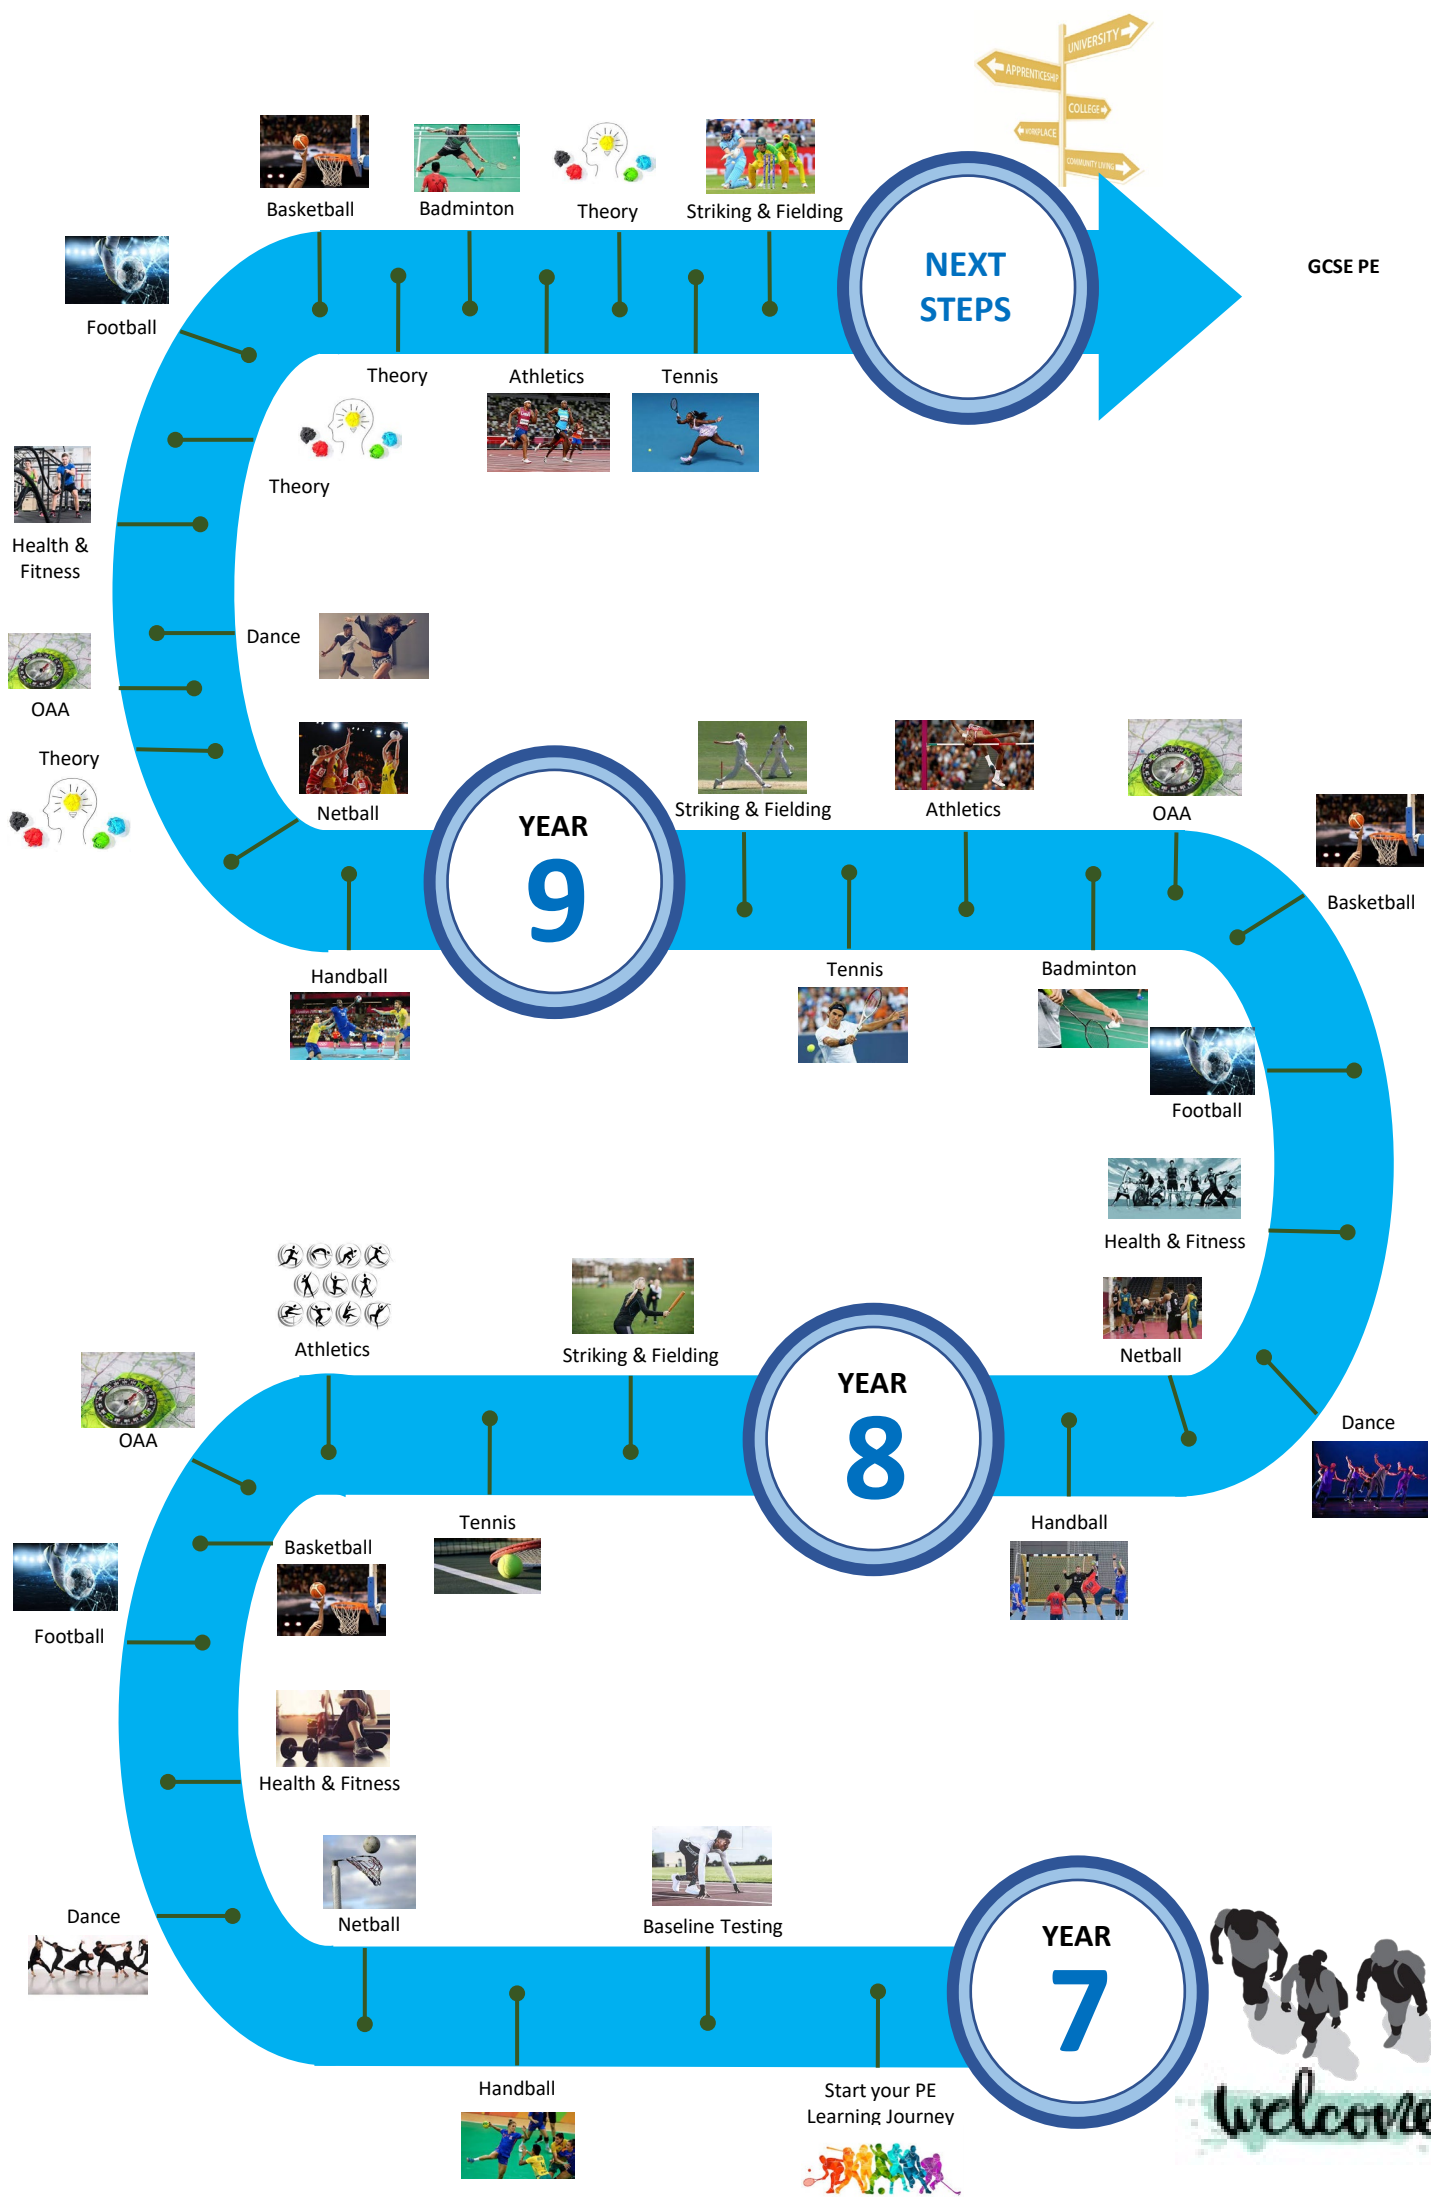 UNIVERSITY
APPRENTICESHIP
COLLEGE
WORKPLACE
COMMUNITY LIVING
Basketball
Badminton
Theory
Striking & Fielding
NEXT
STEPS
GCSE PE
Football
Theory
Athletics
Tennis
Theory
Health &
Fitness
Dance
OAA
Theory
Netball
YEAR
9
Striking & Fielding
Athletics
OAA
Basketball
Handball
Tennis
Badminton
Football
Health & Fitness
Netball
Athletics
Striking & Fielding
YEAR
8
Dance
OAA
Tennis
Handball
Basketball
Football
Health & Fitness
Dance
Netball
Baseline Testing
YEAR
7
Handball
Start your PE
Learning Journey
welcome